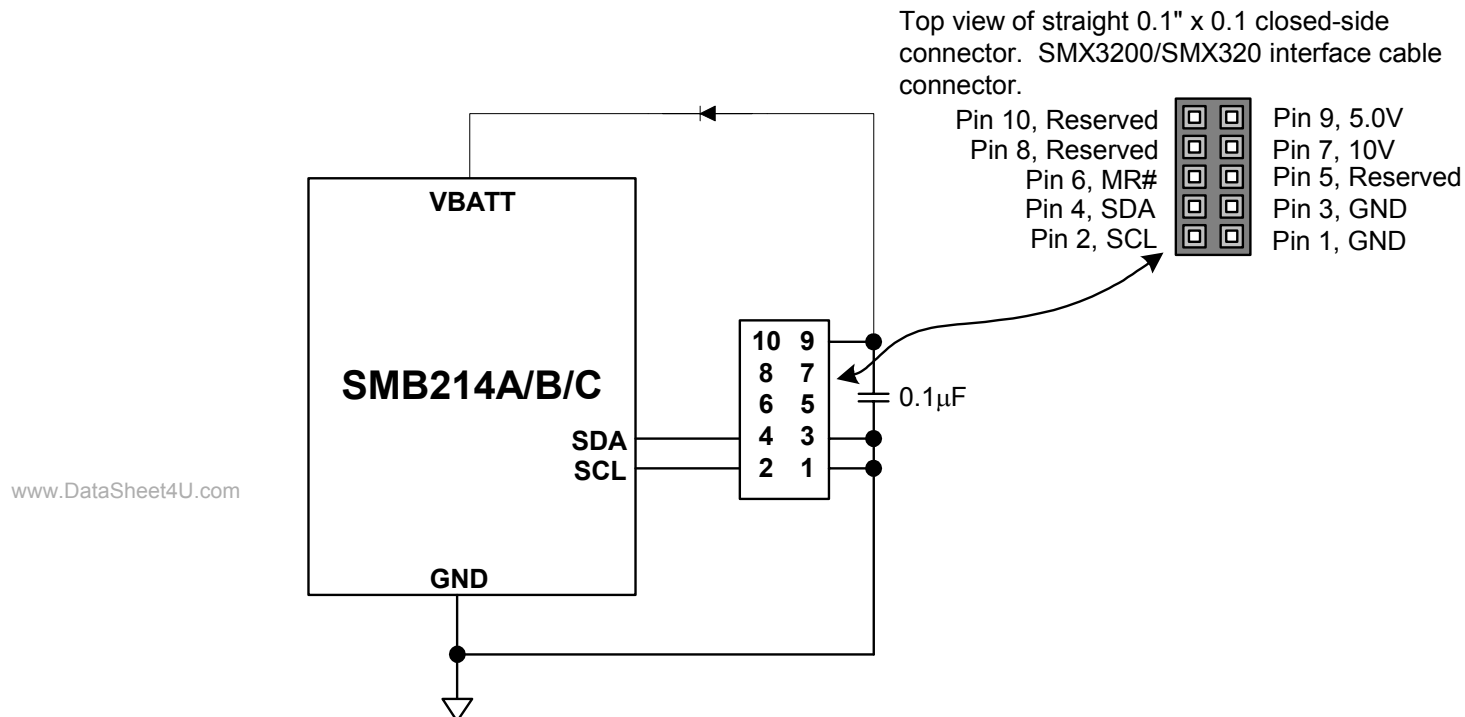 Top view of straight 0.1" x 0.1 closed-side
connector.  SMX3200/SMX320 interface cable
connector.
Pin 10, Reserved
Pin 9, 5.0V
Pin 8, Reserved
Pin 7, 10V
Pin 6, MR#
Pin 5, Reserved
Pin 4, SDA
Pin 3, GND
Pin 2, SCL
Pin 1, GND
VBATT
SMB214A/B/C
SDA
SCL
GND
10 9
8 7
6 5
4 3
2 1
0.1μF
www.DataSheet4U.com